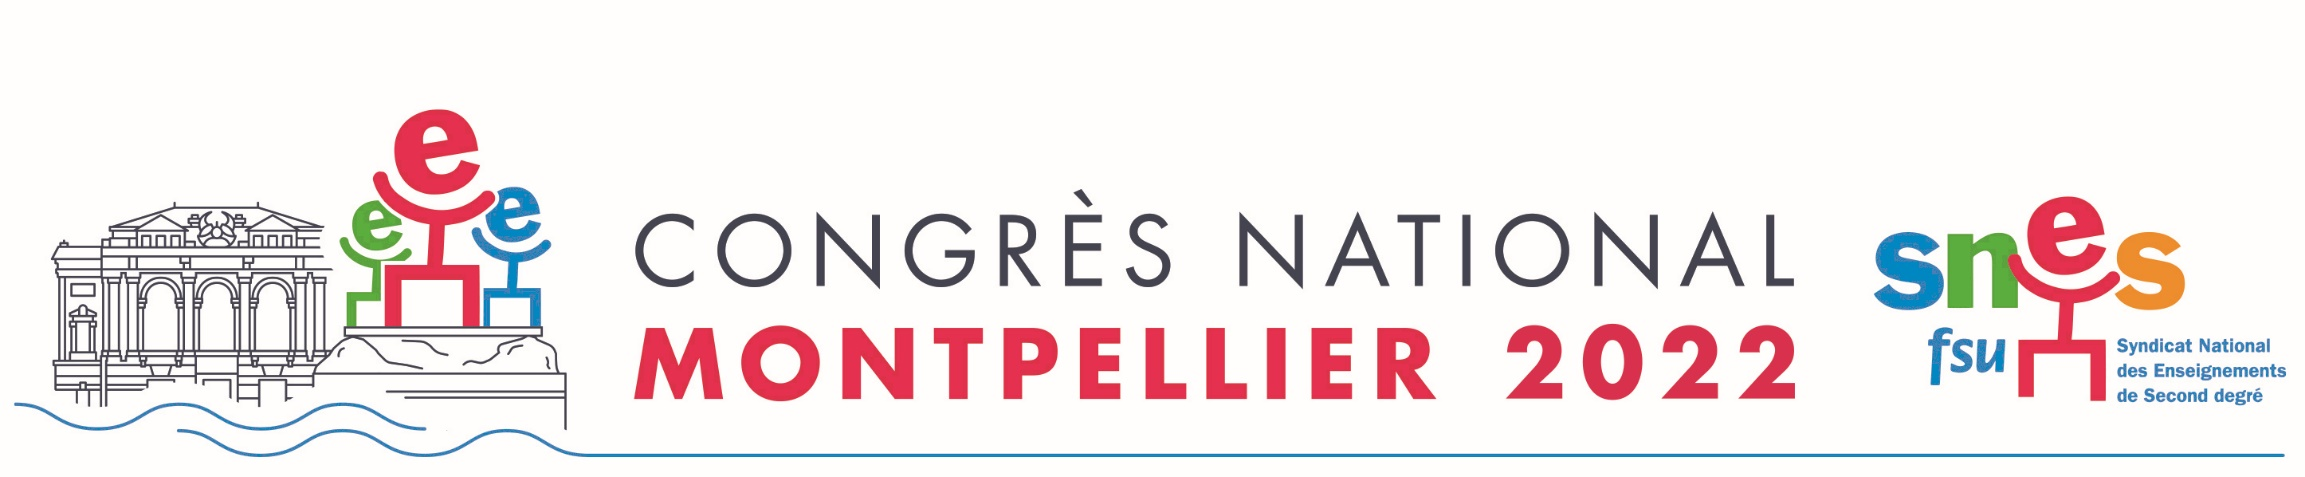 e
e
e
CONGRÈS NATIONAL
MONTPELLIER 2022
snes
fsu
Syndicat National
des Enseignements
de Second degré